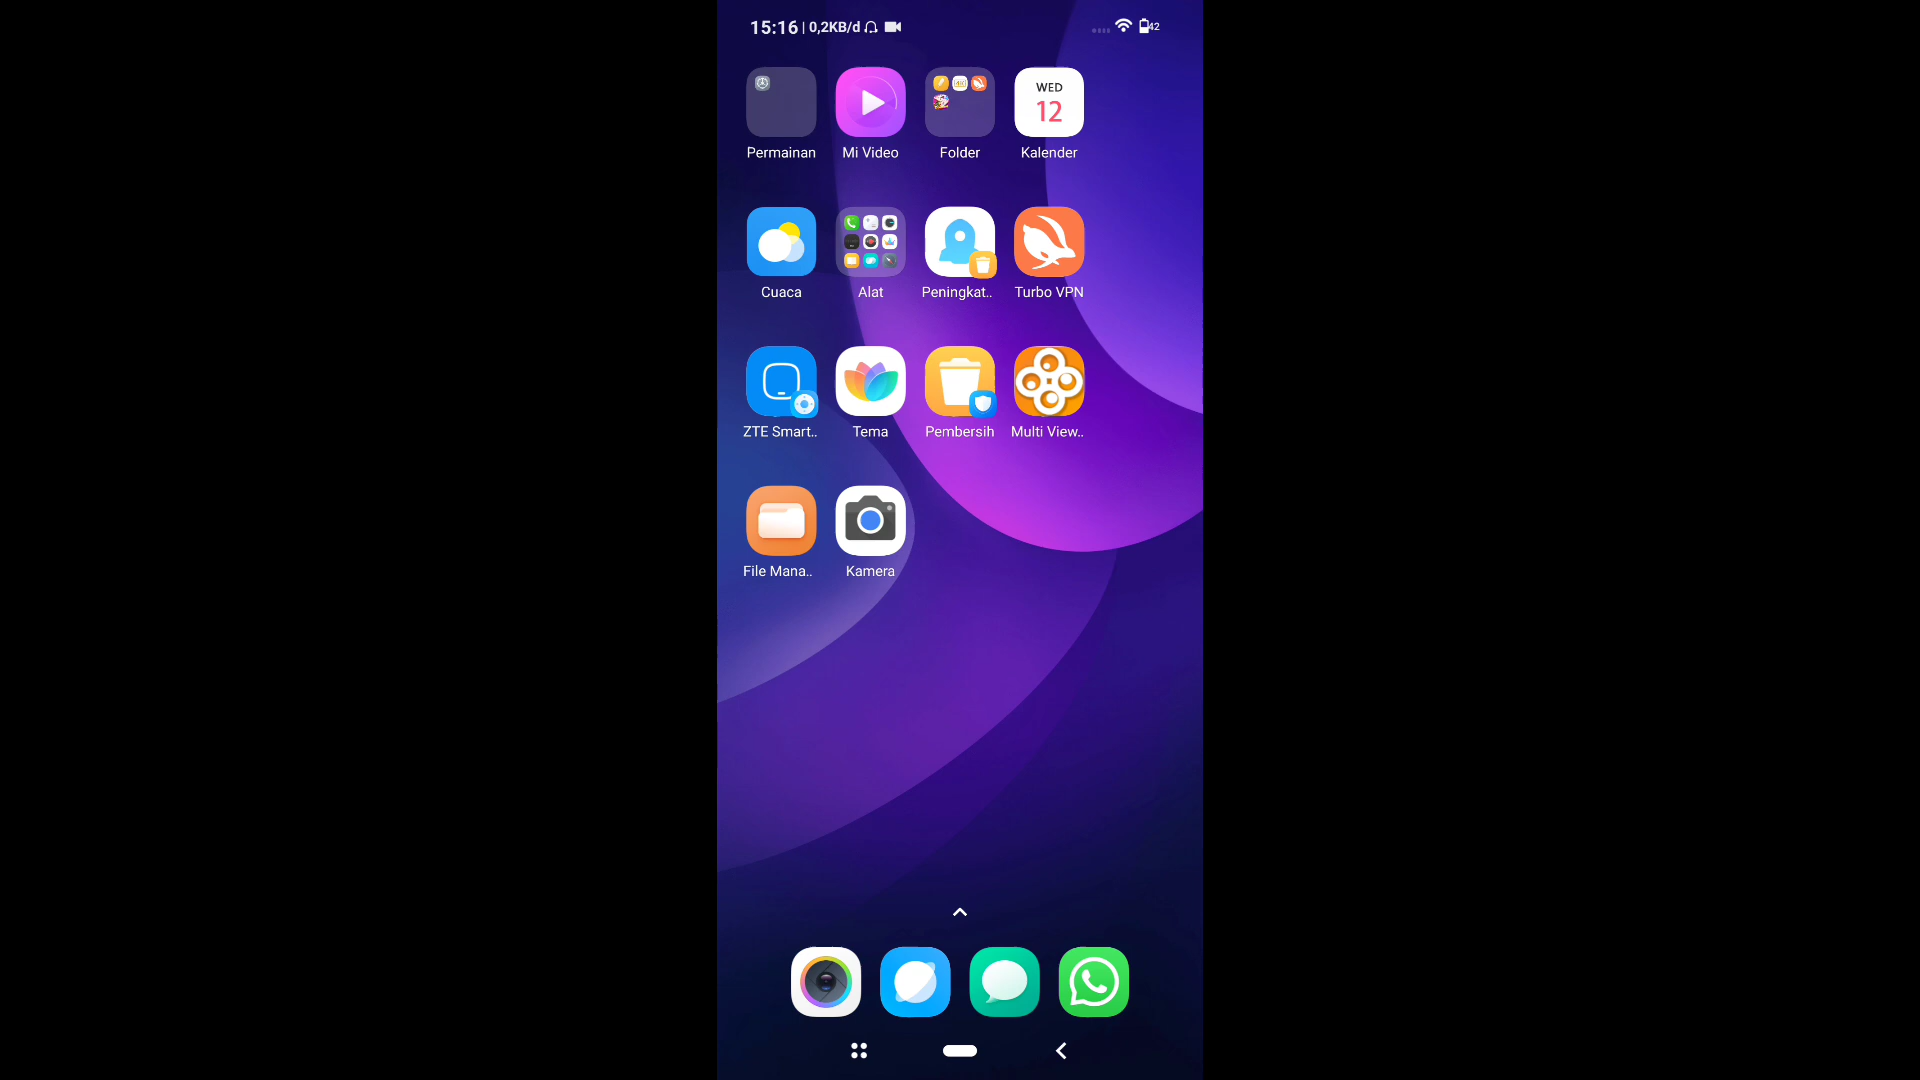 15:16 | 0,2KB/d 42
Permainan Mi Video Folder WED 12 Kalender
Cuaca Alat Peningkat.. Turbo VPN
ZTE Smart.. Tema Pembersih Multi View..
File Mana.. Kamera